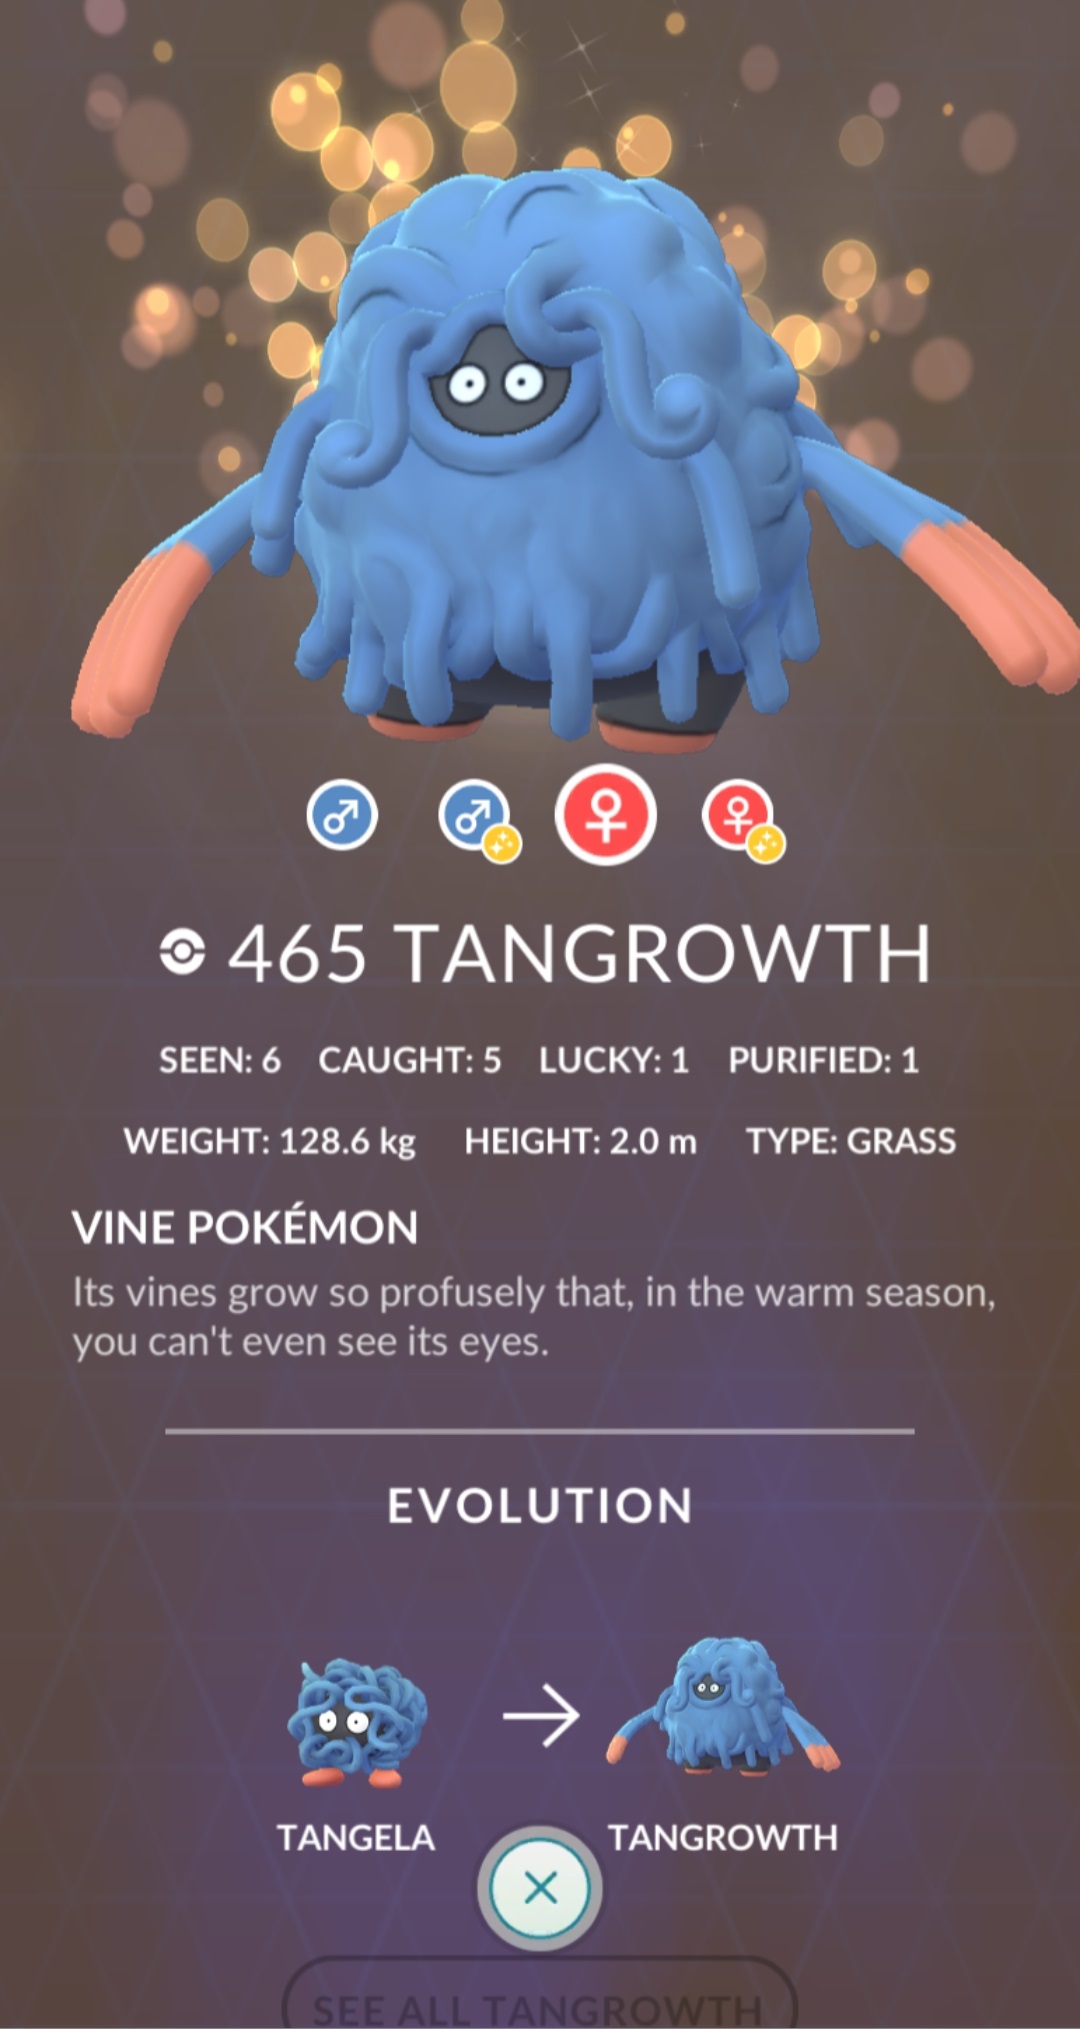 465 TANGROWTH
SEEN: 6 CAUGHT: 5 LUCKY: 1 PURIFIED: 1
WEIGHT: 128.6 kg HEIGHT: 2.0 m TYPE: GRASS
VINE POKÉMON
Its vines grow so profusely that, in the warm season,
you can't even see its eyes.
EVOLUTION
TANGELA TANGROWTH
SEE ALL TANGROWTH